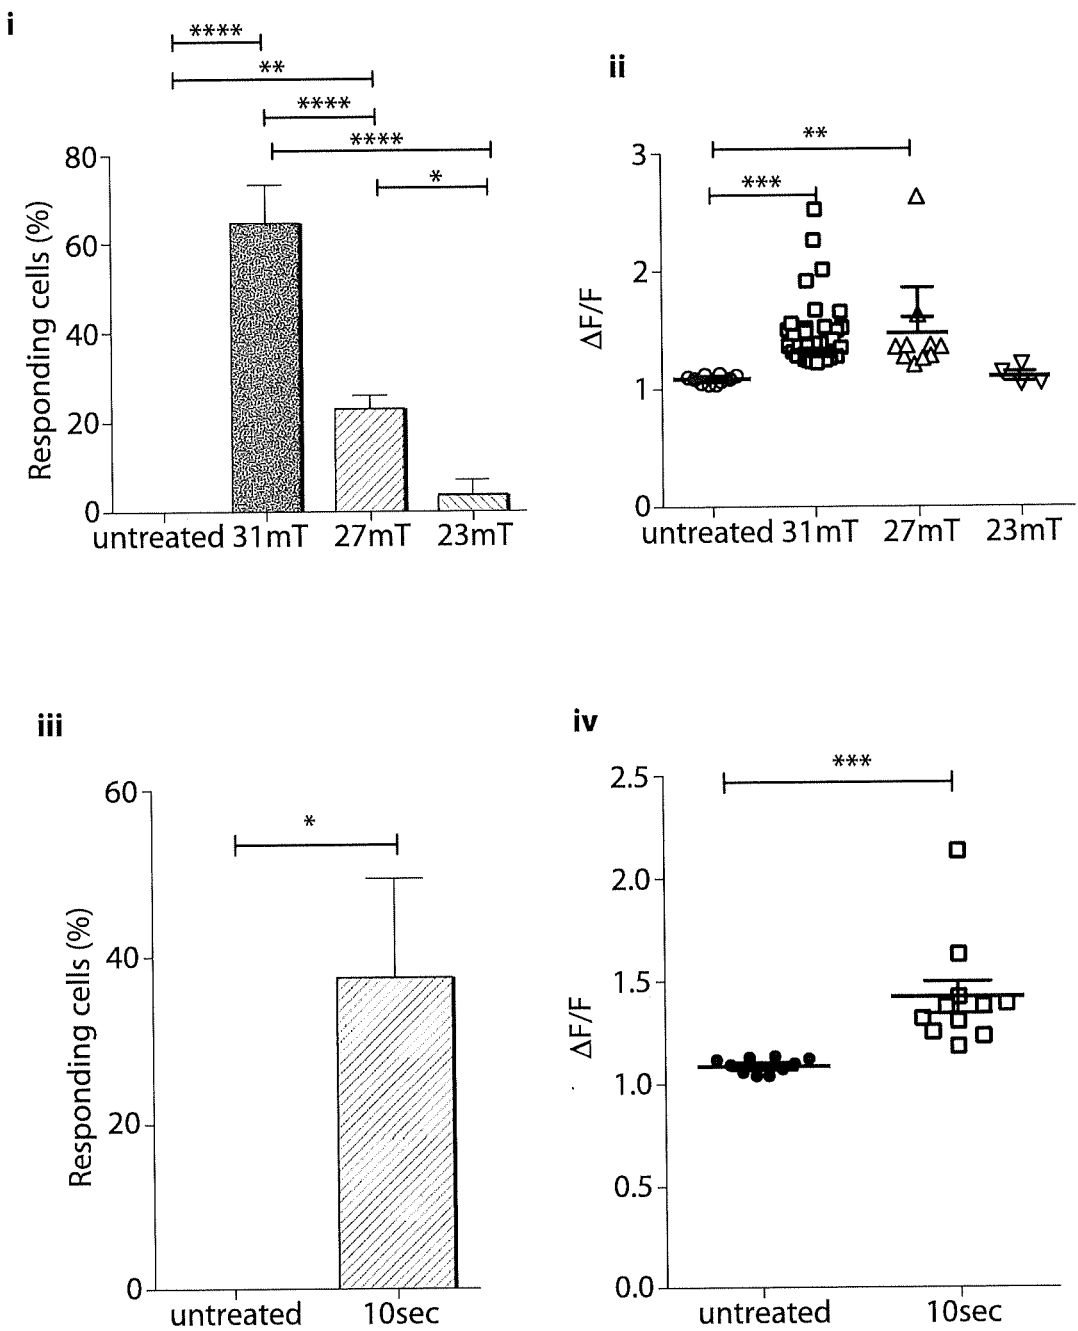 i
****
**
****
****
*
80
60
40
20
0
Responding cells (%)
untreated 31mT 27mT 23mT
ii
**
***
3
2
1
0
ΔF/F
untreated 31mT 27mT 23mT
iii
*
60
40
20
0
Responding cells (%)
untreated 10sec
iv
***
2.5
2.0
1.5
1.0
0.5
0.0
ΔF/F
untreated 10sec